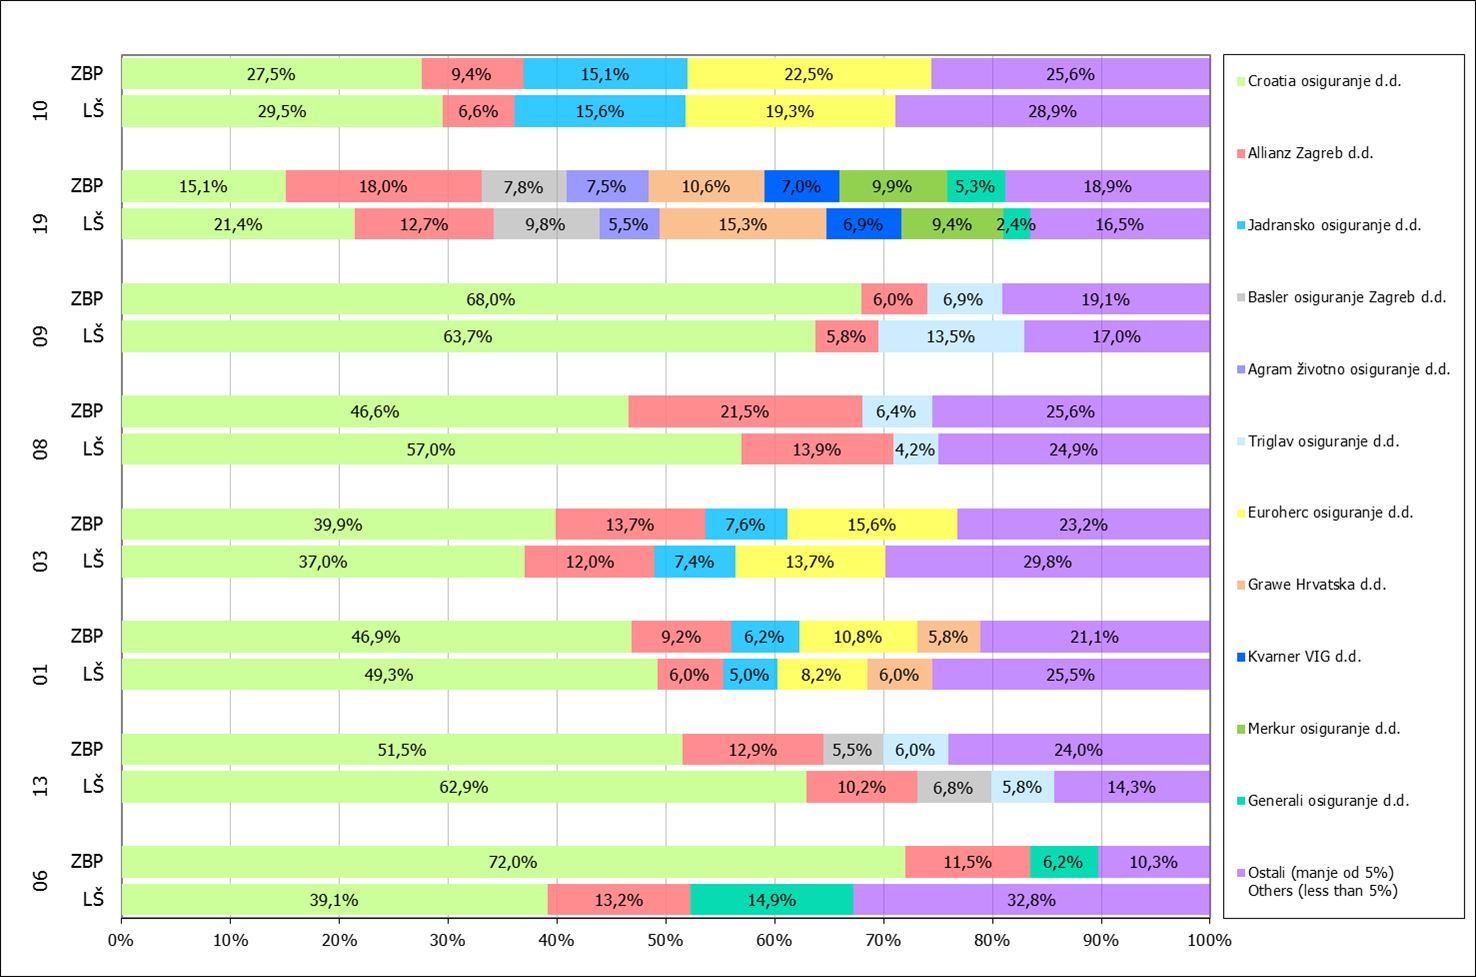 10
ZBP 27,5% 9,4% 15,1% 22,5% 25,6%
LŠ 29,5% 6,6% 15,6% 19,3% 28,9%
19
ZBP 15,1% 18,0% 7,8% 7,5% 10,6% 7,0% 9,9% 5,3% 18,9%
LŠ 21,4% 12,7% 9,8% 5,5% 15,3% 6,9% 9,4% 2,4% 16,5%
09
ZBP 68,0% 6,0% 6,9% 19,1%
LŠ 63,7% 5,8% 13,5% 17,0%
08
ZBP 46,6% 21,5% 6,4% 25,6%
LŠ 57,0% 13,9% 4,2% 24,9%
03
ZBP 39,9% 13,7% 7,6% 15,6% 23,2%
LŠ 37,0% 12,0% 7,4% 13,7% 29,8%
01
ZBP 46,9% 9,2% 6,2% 10,8% 5,8% 21,1%
LŠ 49,3% 6,0% 5,0% 8,2% 6,0% 25,5%
13
ZBP 51,5% 12,9% 5,5% 6,0% 24,0%
LŠ 62,9% 10,2% 6,8% 5,8% 14,3%
06
ZBP 72,0% 11,5% 6,2% 10,3%
LŠ 39,1% 13,2% 14,9% 32,8%
0% 10% 20% 30% 40% 50% 60% 70% 80% 90% 100%
Croatia osiguranje d.d.
Allianz Zagreb d.d.
Jadransko osiguranje d.d.
Basler osiguranje Zagreb d.d.
Agram životno osiguranje d.d.
Triglav osiguranje d.d.
Euroherc osiguranje d.d.
Grawe Hrvatska d.d.
Kvarner VIG d.d.
Merkur osiguranje d.d.
Generali osiguranje d.d.
Ostali (manje od 5%)
Others (less than 5%)